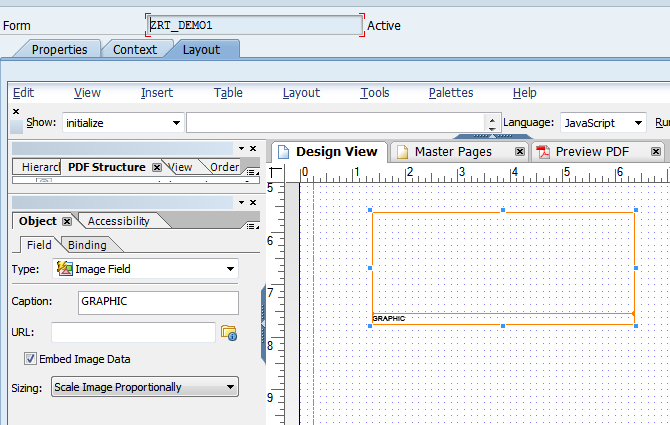 Form ZRT_DEMO1 Active
Properties Context Layout
Edit View Insert Table Layout Tools Palettes Help
Show: initialize Language: JavaScript Rur
Hierarc PDF Structure View Order
Design View Master Pages Preview PDF
0 1 2 3 4 5 6
5
6
7
8
9
Object Accessibility
Field Binding
Type: Image Field
Caption: GRAPHIC
URL:
Embed Image Data
Sizing: Scale Image Proportionally
GRAPHIC